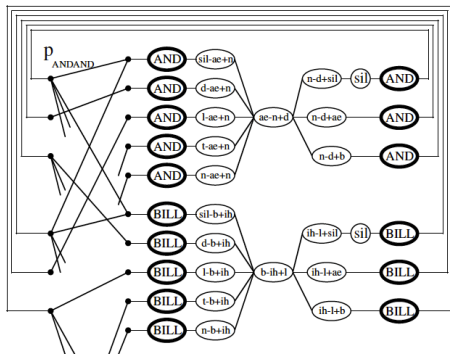 p ANDAND
AND sil-ae+n n-d+sil sil AND
AND d-ae+n
AND l-ae+n ae-n+d n-d+ae AND
AND t-ae+n
n-d+b AND
AND n-ae+n
BILL sil-b+ih
BILL d-b+ih ih-l+sil sil BILL
BILL l-b+ih b-ih+l ih-l+ae BILL
BILL t-b+ih
ih-l+b BILL
BILL n-b+ih